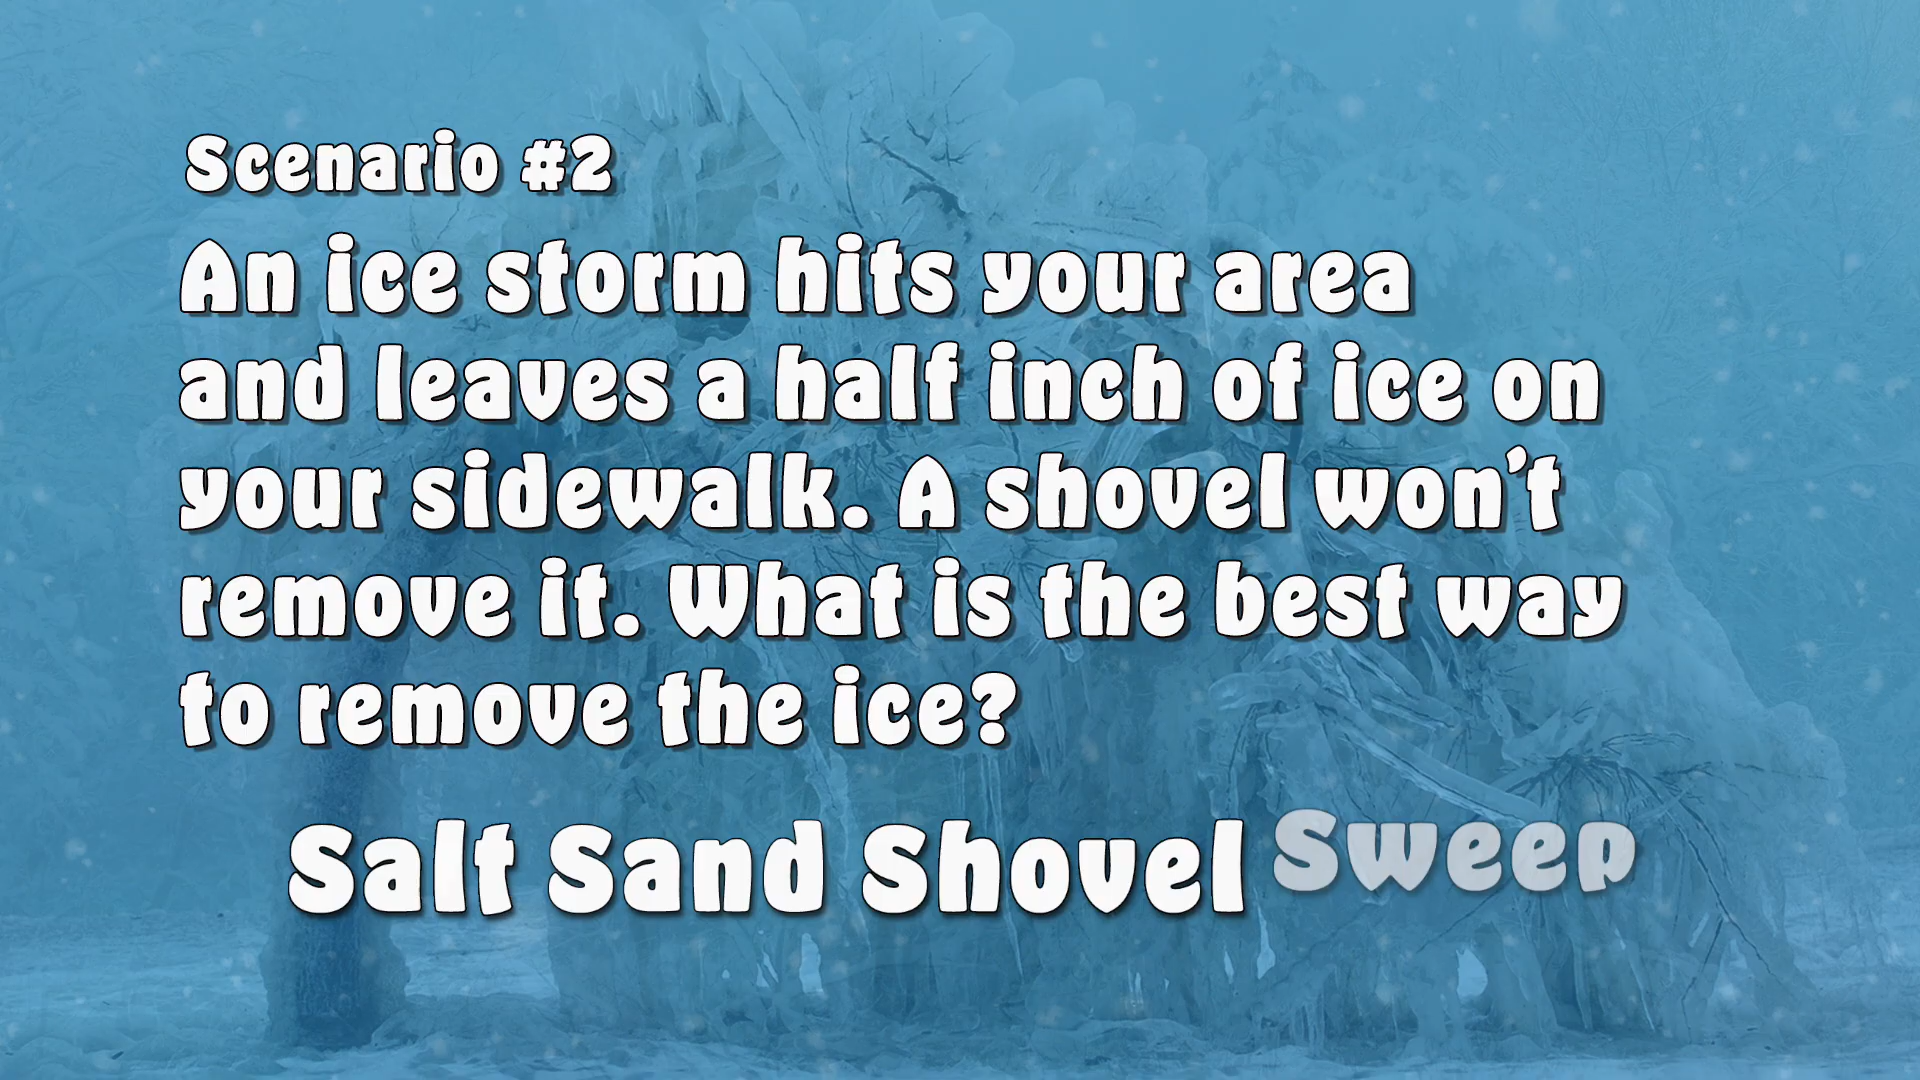 Scenario #2
An ice storm hits your area
and leaves a half inch of ice on
your sidewalk. A shovel won't
remove it. What is the best way
to remove the ice?
Salt Sand Shovel Sweep